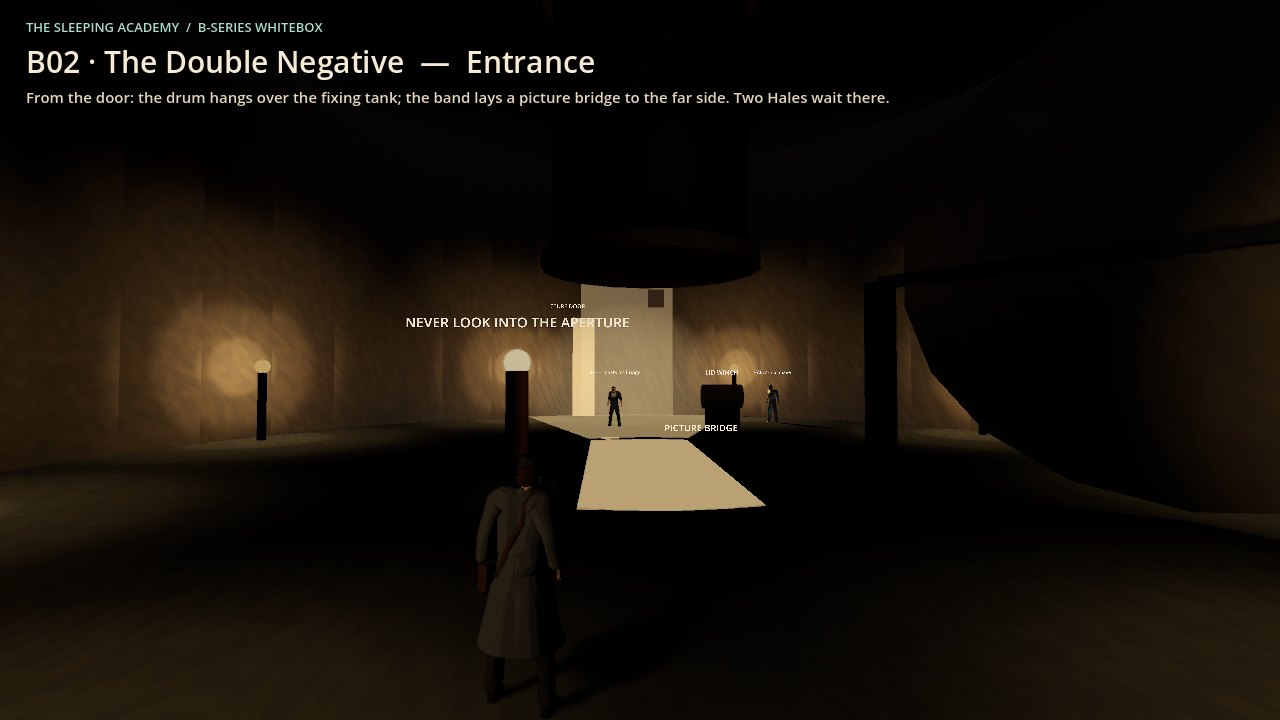 THE SLEEPING ACADEMY / B-SERIES WHITEBOX
B02 · The Double Negative — Entrance
From the door: the drum hangs over the fixing tank; the band lays a picture bridge to the far side. Two Hales wait there.
DOOR
NEVER LOOK INTO THE APERTURE
LID WINCH
PICTURE BRIDGE